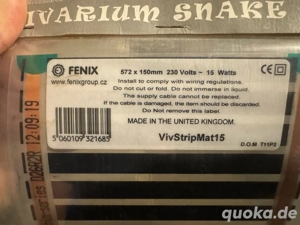 IVARIUM SNAKE
FENIX
www.fenixgroup.cz
572 x 150mm 230 Volts ~ 15 Watts
Install to comply with wiring regulations.
Do not cut or fold. Do not immerse in liquid.
The supply cable cannot be replaced.
If the cable is damaged, the item should be discarded.
Do Not remove this label.
MADE IN THE UNITED KINGDOM.
5 060109 321685
VivStripMat15
D.O.M T11P2
12:09:19
quoka.de